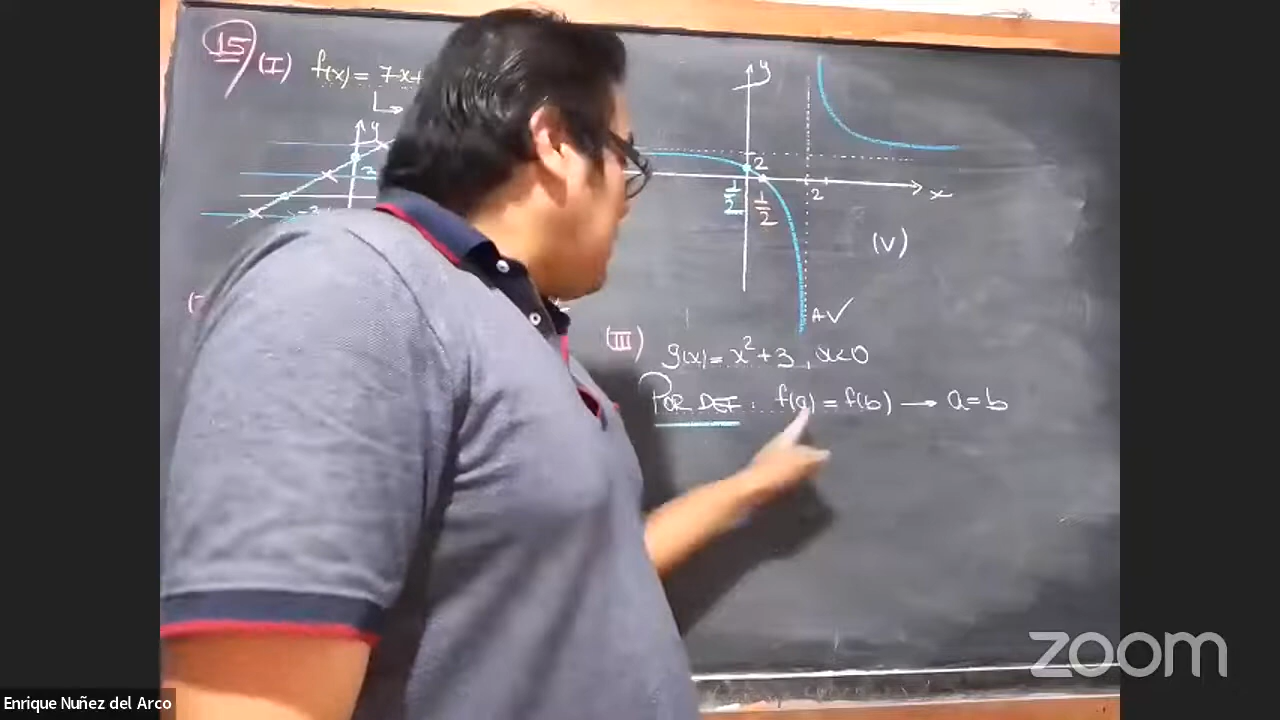 15/ (I) f(x) = 7x+
y
2
-3
y
2
1/2
1/2
2
x
(V)
A.V ✓
(III)
g(x) = x² + 3 , x<0
POR DEF : f(a) = f(b) → a = b
zoom
Enrique Nuñez del Arco